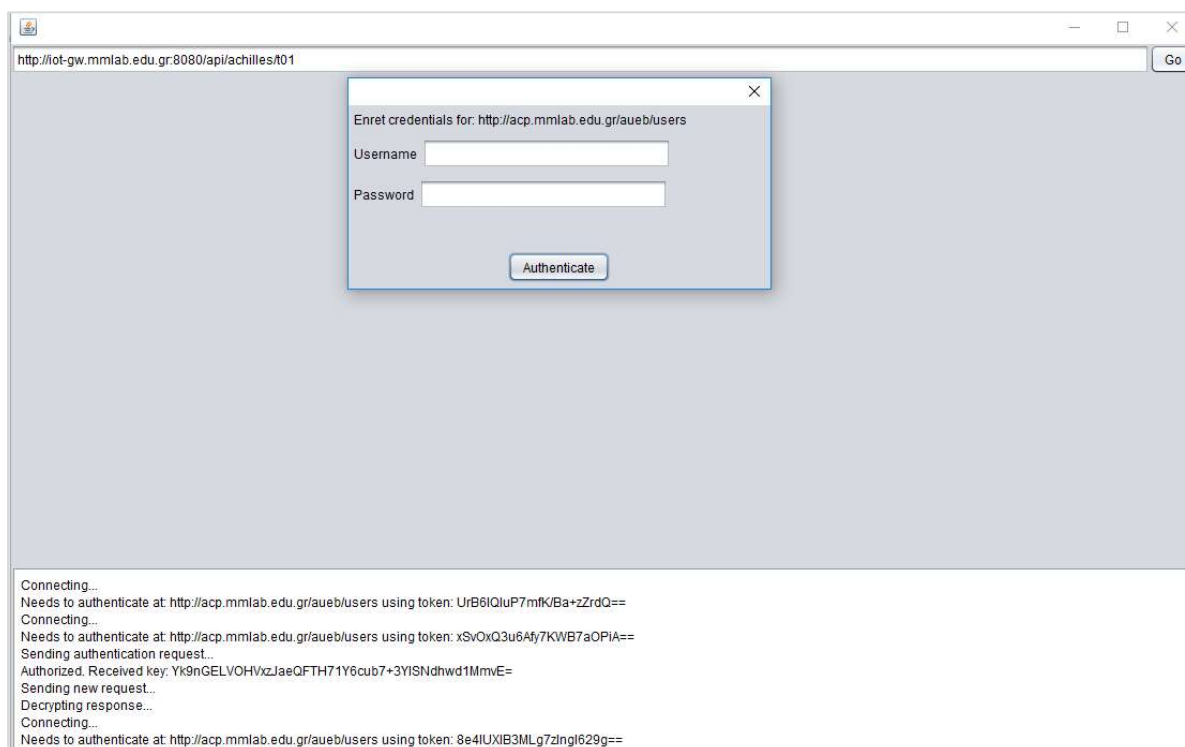 http://iot-gw.mmlab.edu.gr:8080/api/achilles/t01
Go
Enret credentials for: http://acp.mmlab.edu.gr/aueb/users
Username
Password
Authenticate
Connecting...
Needs to authenticate at: http://acp.mmlab.edu.gr/aueb/users using token: UrB6IQIuP7mfK/Ba+zZrdQ==
Connecting...
Needs to authenticate at: http://acp.mmlab.edu.gr/aueb/users using token: xSvOxQ3u6Afy7KWB7aOPiA==
Sending authentication request...
Authorized. Received key: Yk9nGELVOHVxzJaeQFTH71Y6cub7+3YISNdhwd1MmvE=
Sending new request...
Decrypting response...
Connecting...
Needs to authenticate at: http://acp.mmlab.edu.gr/aueb/users using token: 8e4IUXIB3MLg7zIngI629g==